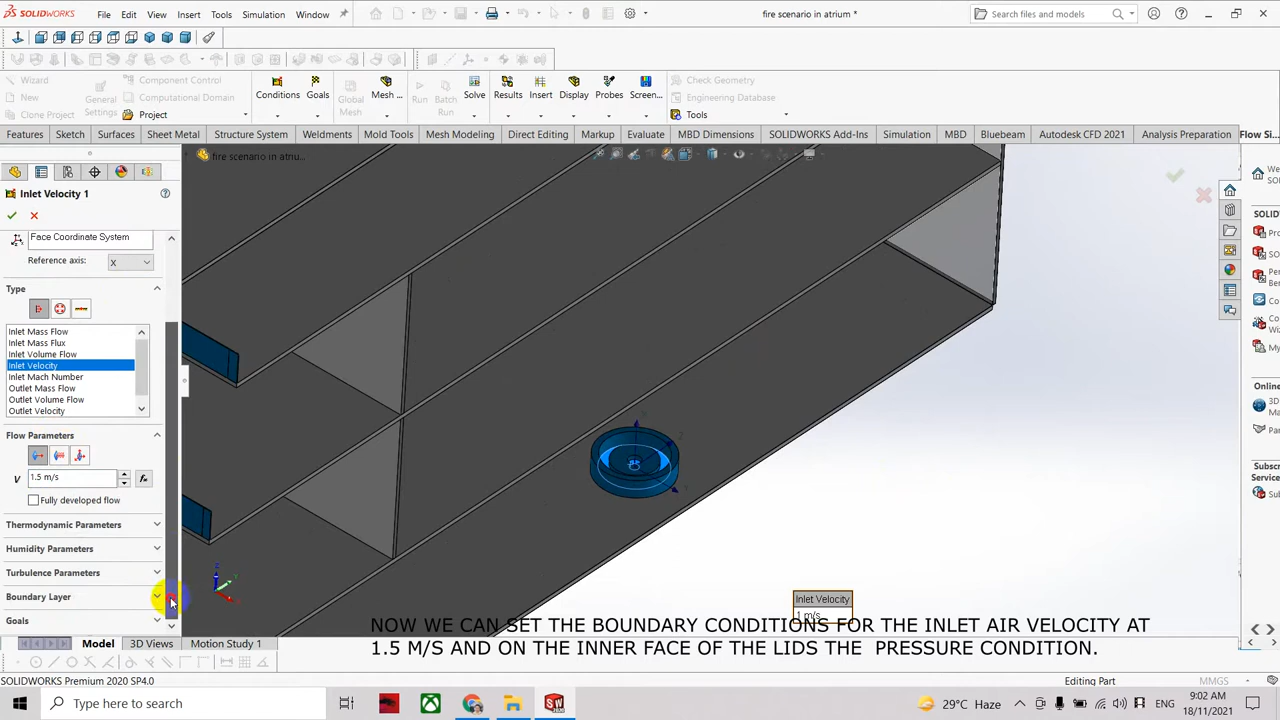 SOLIDWORKS File Edit View Insert Tools Simulation Window fire scenario in atrium * Search files and models
Wizard Component Control Check Geometry
New General Settings Computational Domain Conditions Goals Global Mesh Mesh ... Run Batch Run Solve Results Insert Display Probes Screen... Engineering Database
Clone Project Project Tools
Features Sketch Surfaces Sheet Metal Structure System Weldments Mold Tools Mesh Modeling Direct Editing Markup Evaluate MBD Dimensions SOLIDWORKS Add-Ins Simulation MBD Bluebeam Autodesk CFD 2021 Analysis Preparation Flow Si...
fire scenario in atriu...
Inlet Velocity 1
Face Coordinate System
Reference axis: X
Type
Inlet Mass Flow
Inlet Mass Flux
Inlet Volume Flow
Inlet Velocity
Inlet Mach Number
Outlet Mass Flow
Outlet Volume Flow
Outlet Velocity
Flow Parameters
V 1.5 m/s
Fully developed flow
Thermodynamic Parameters
Humidity Parameters
Turbulence Parameters
Boundary Layer
Goals
Inlet Velocity
1 m/s
NOW WE CAN SET THE BOUNDARY CONDITIONS FOR THE INLET AIR VELOCITY AT
1.5 M/S AND ON THE INNER FACE OF THE LIDS THE PRESSURE CONDITION.
Model 3D Views Motion Study 1
SOLIDWORKS Premium 2020 SP4.0 Editing Part MMGS
Type here to search 29°C Haze ENG 9:02 AM
18/11/2021